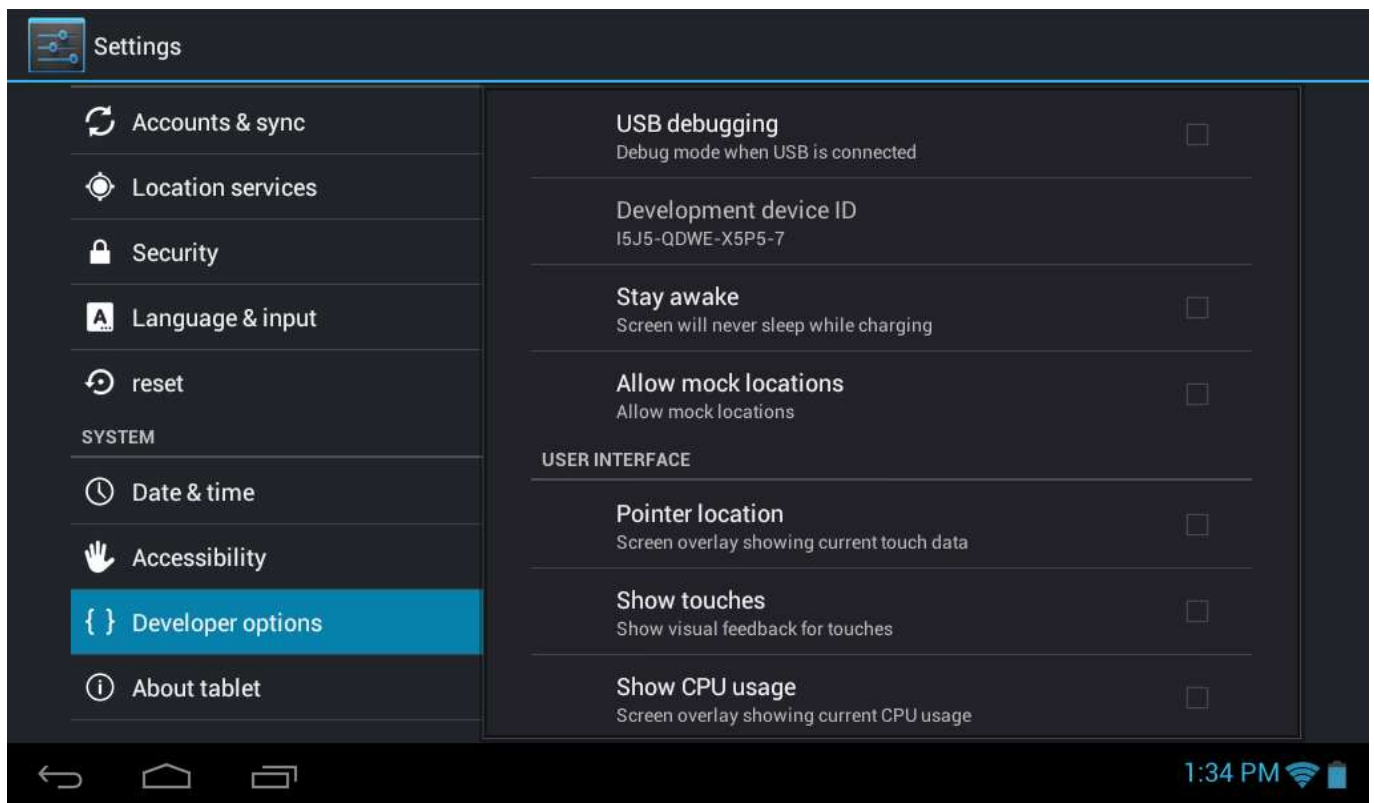 Settings
Accounts & sync
Location services
Security
Language & input
reset
SYSTEM
Date & time
Accessibility
{ } Developer options
About tablet
USB debugging
Debug mode when USB is connected
Development device ID
I5J5-QDWE-X5P5-7
Stay awake
Screen will never sleep while charging
Allow mock locations
Allow mock locations
USER INTERFACE
Pointer location
Screen overlay showing current touch data
Show touches
Show visual feedback for touches
Show CPU usage
Screen overlay showing current CPU usage
1:34 PM